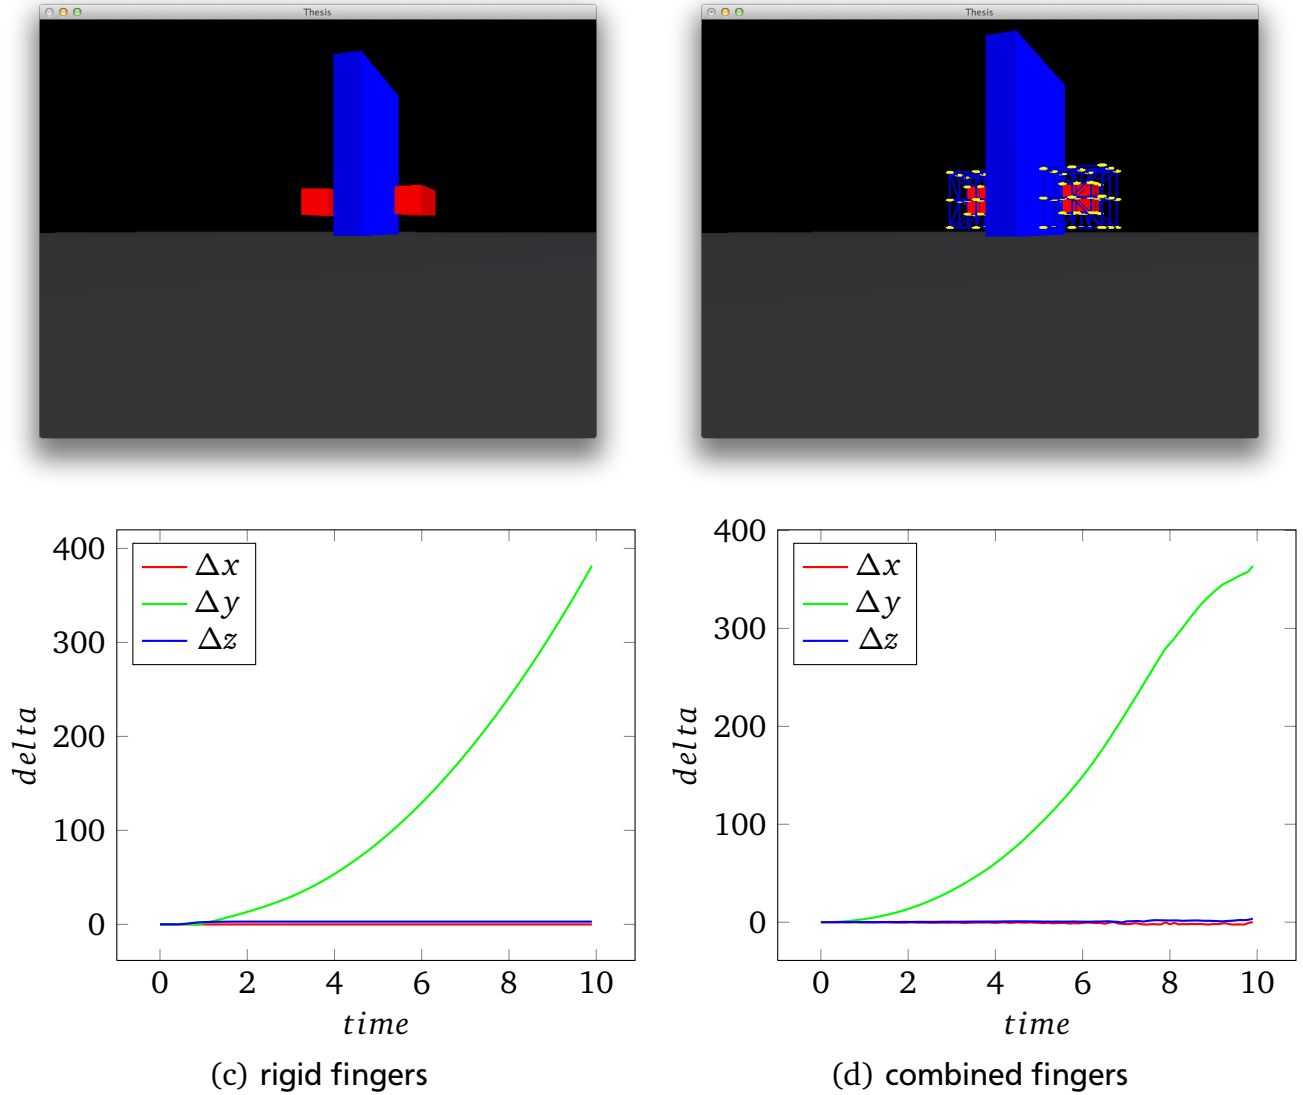 Thesis
Thesis
400
300
200
100
0
delta
Δx
Δy
Δz
0 2 4 6 8 10
time
(c) rigid fingers
400
300
200
100
0
delta
Δx
Δy
Δz
0 2 4 6 8 10
time
(d) combined fingers